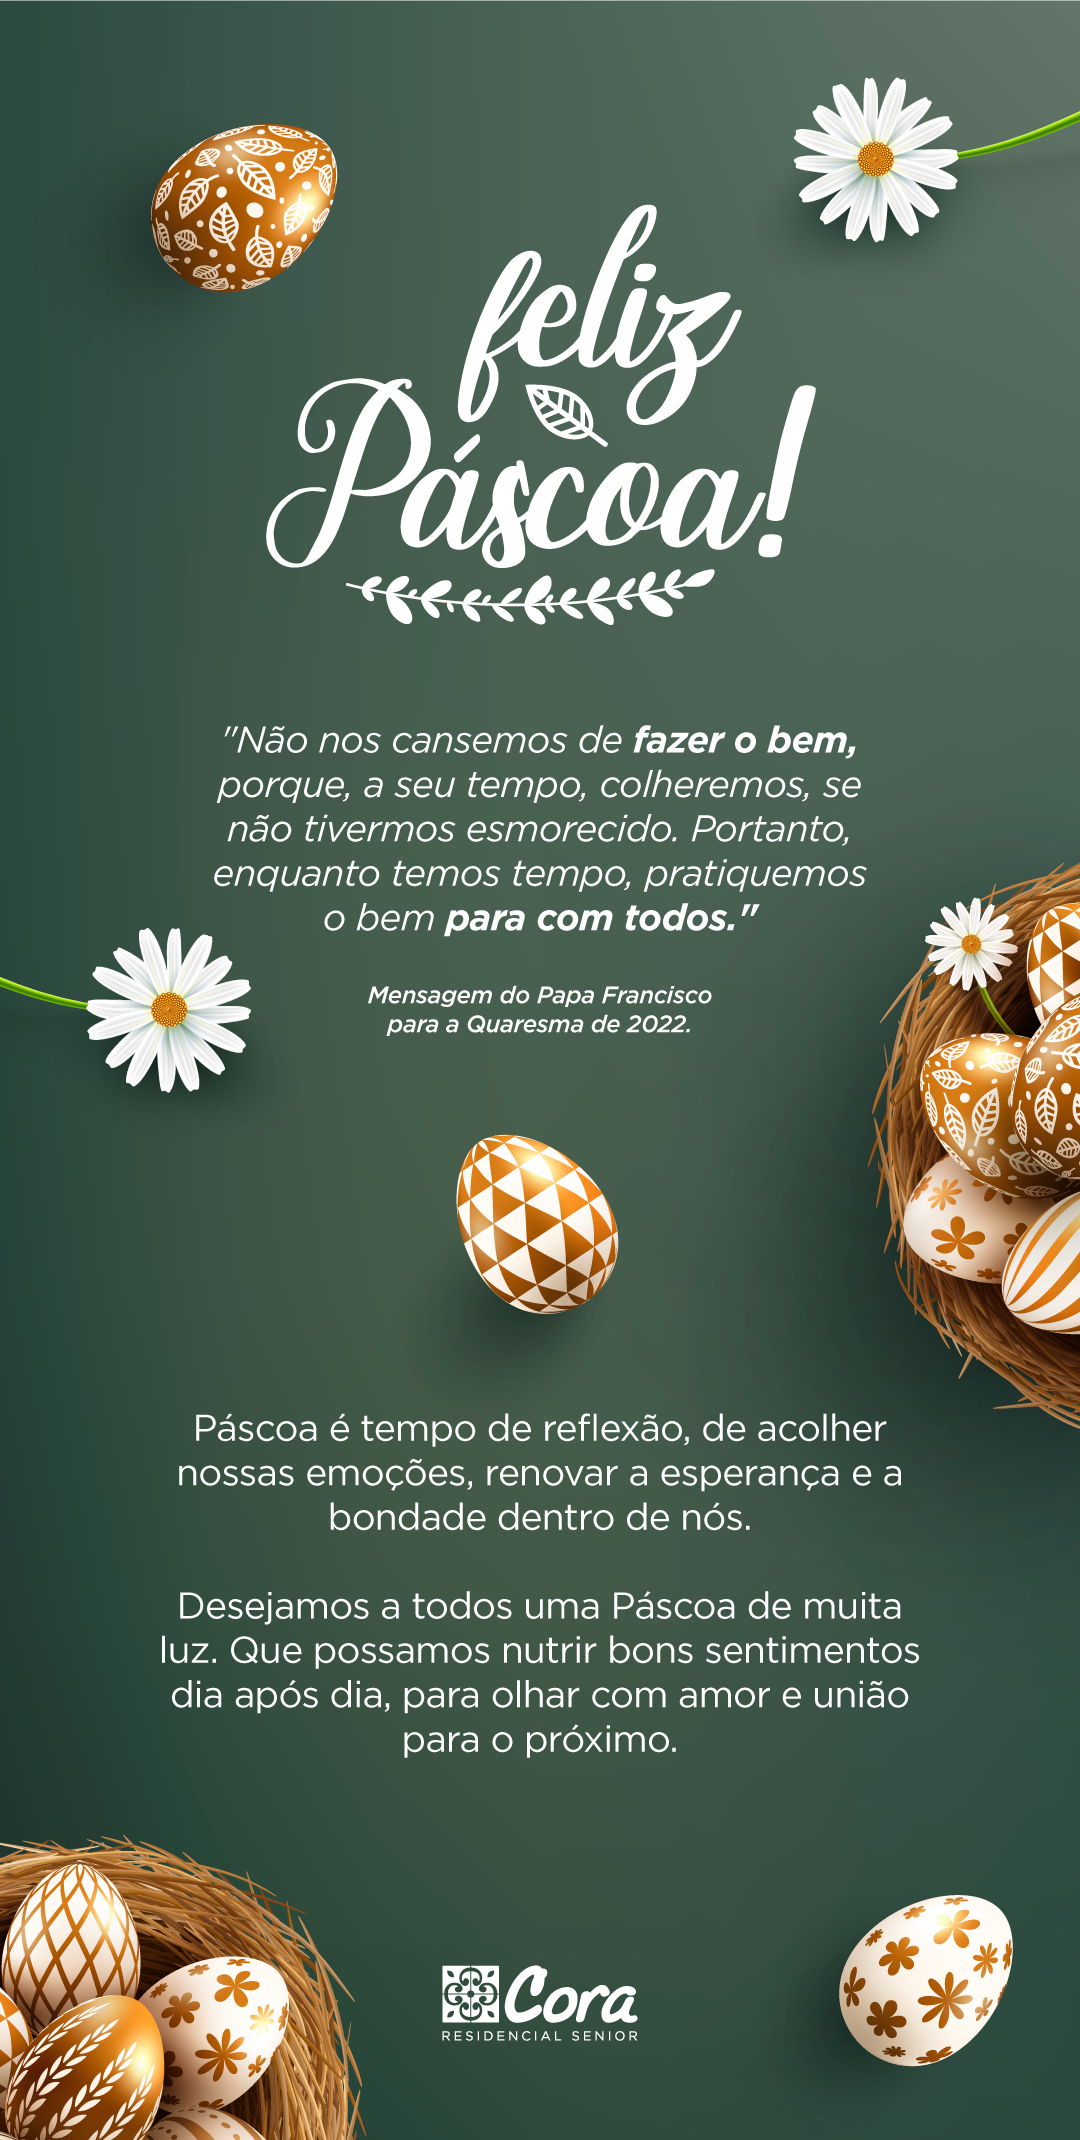 feliz
Páscoa!
"Não nos cansemos de fazer o bem,
porque, a seu tempo, colheremos, se
não tivermos esmorecido. Portanto,
enquanto temos tempo, pratiquemos
o bem para com todos."
Mensagem do Papa Francisco
para a Quaresma de 2022.
Páscoa é tempo de reflexão, de acolher
nossas emoções, renovar a esperança e a
bondade dentro de nós.
Desejamos a todos uma Páscoa de muita
luz. Que possamos nutrir bons sentimentos
dia após dia, para olhar com amor e união
para o próximo.
Cora
RESIDENCIAL SENIOR